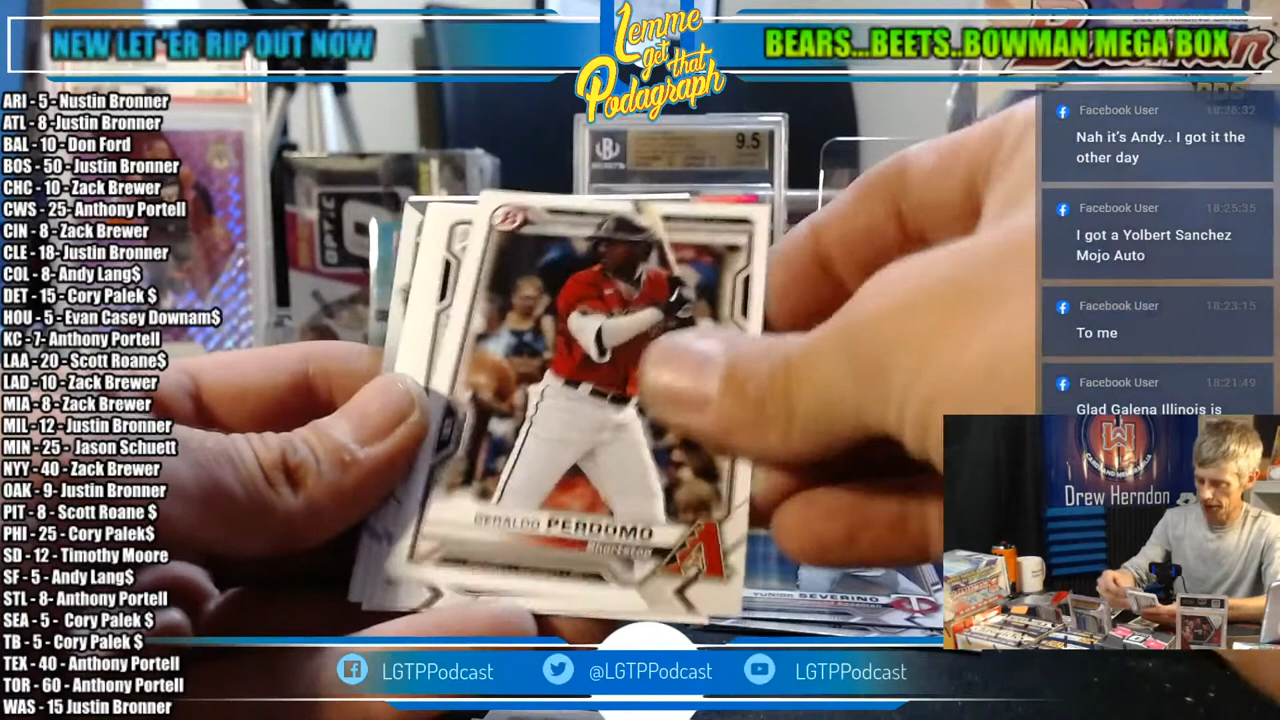 NEW LET 'ER RIP OUT NOW
Lemme
get
that
Podagraph
BEARS...BEETS..BOWMAN MEGA BOX
ARI - 5 - Nustin Bronner
ATL - 8 -Justin Bronner
BAL - 10 - Don Ford
BOS - 50 - Justin Bronner
CHC - 10 - Zack Brewer
CWS - 25- Anthony Portell
CIN - 8 - Zack Brewer
CLE - 18- Justin Bronner
COL - 8- Andy Lang$
DET - 15 - Cory Palek $
HOU - 5 - Evan Casey Downam$
KC - 7- Anthony Portell
LAA - 20 - Scott Roane$
LAD - 10 - Zack Brewer
MIA - 8 - Zack Brewer
MIL - 12 - Justin Bronner
MIN - 25 - Jason Schuett
NYY - 40 - Zack Brewer
OAK - 9- Justin Bronner
PIT - 8 - Scott Roane $
PHI - 25 - Cory Palek$
SD - 12 - Timothy Moore
SF - 5 - Andy Lang$
STL - 8 - Anthony Portell
SEA - 5 - Cory Palek $
TB - 5 - Cory Palek $
TEX - 40 - Anthony Portell
TOR - 60 - Anthony Portell
WAS - 15 Justin Bronner
OPTIC
9.5
GERALDO PERDOMO
Shortstop
YUNIOR SEVERINO
Facebook User 18:26:32
Nah it's Andy.. I got it the
other day
Facebook User 18:25:35
I got a Yolbert Sanchez
Mojo Auto
Facebook User 18:23:15
To me
Facebook User 18:21:49
Glad Galena Illinois is
Drew Herndon
LGTPPodcast
@LGTPPodcast
LGTPPodcast